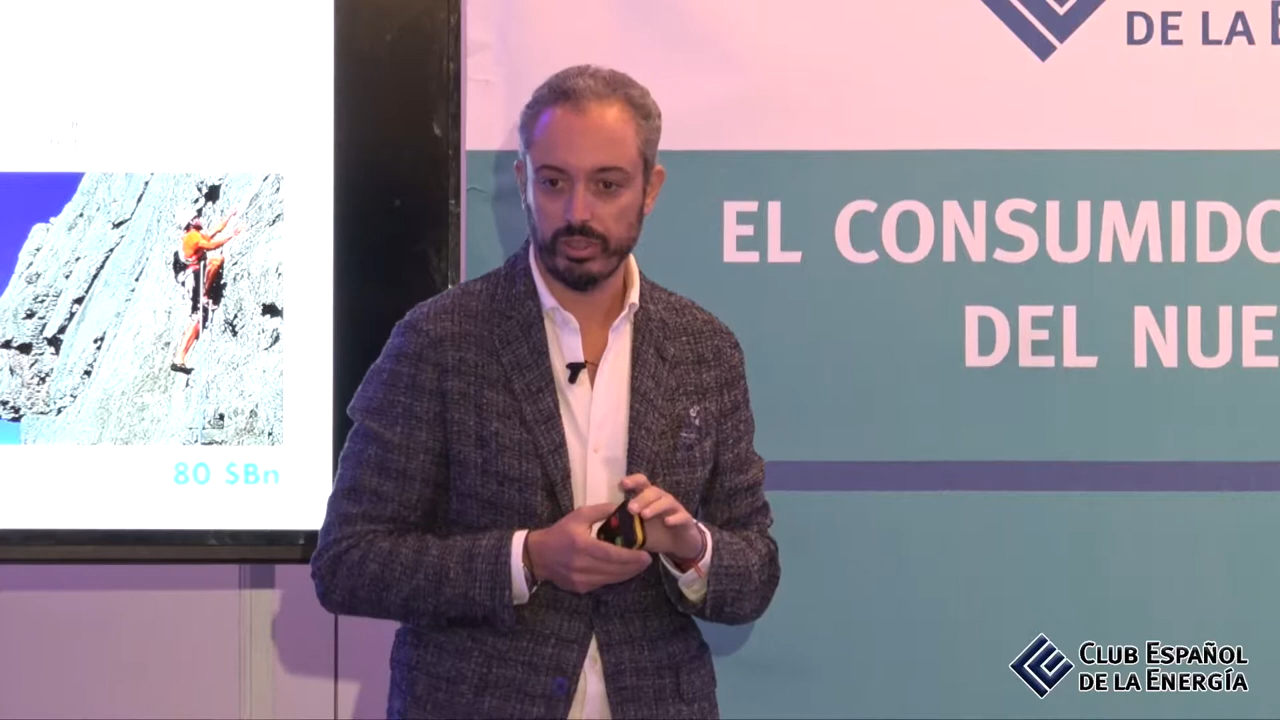 DE LA E
EL CONSUMIDO
DEL NUE
80 $Bn
CLUB ESPAÑOL
DE LA ENERGÍA